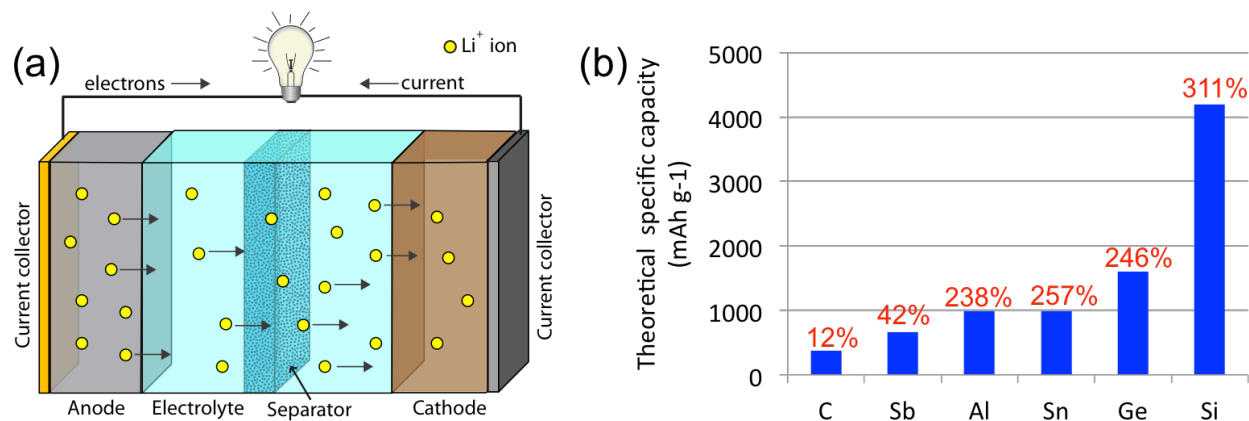 (a)
Li+ ion
electrons
current
Current collector
Current collector
Anode
Electrolyte
Separator
Cathode
(b)
Theoretical specific capacity
(mAh g-1)
5000
4000
3000
2000
1000
0
12%
42%
238%
257%
246%
311%
C Sb Al Sn Ge Si